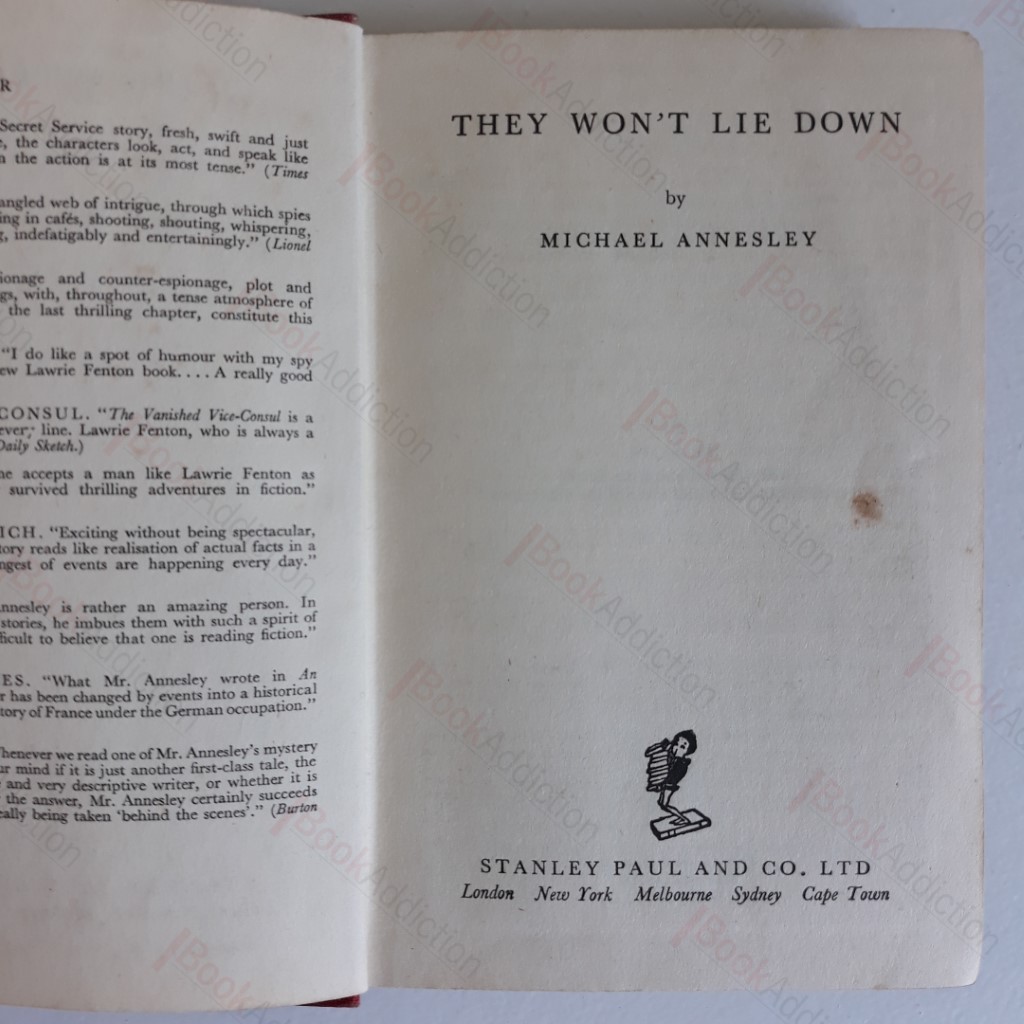 R
Secret Service story, fresh, swift and just
, the characters look, act, and speak like
the action is at its most tense." (Times
angled web of intrigue, through which spies
ing in cafés, shooting, shouting, whispering,
, indefatigably and entertainingly." (Lionel
ionage and counter-espionage, plot and
gs, with, throughout, a tense atmosphere of
the last thrilling chapter, constitute this
"I do like a spot of humour with my spy
ew Lawrie Fenton book. . . . A really good
CONSUL. "The Vanished Vice-Consul is a
every line. Lawrie Fenton, who is always a
Daily Sketch.)
ne accepts a man like Lawrie Fenton as
survived thrilling adventures in fiction."
ICH. "Exciting without being spectacular,
tory reads like realisation of actual facts in a
ngest of events are happening every day."
nnesley is rather an amazing person. In
stories, he imbues them with such a spirit of
ficult to believe that one is reading fiction."
ES. "What Mr. Annesley wrote in An
r has been changed by events into a historical
tory of France under the German occupation."
henever we read one of Mr. Annesley's mystery
ur mind if it is just another first-class tale, the
and very descriptive writer, or whether it is
the answer, Mr. Annesley certainly succeeds
eally being taken 'behind the scenes'." (Burton
THEY WON'T LIE DOWN
by
MICHAEL ANNESLEY
STANLEY PAUL AND CO. LTD
London New York Melbourne Sydney Cape Town
BookAddiction